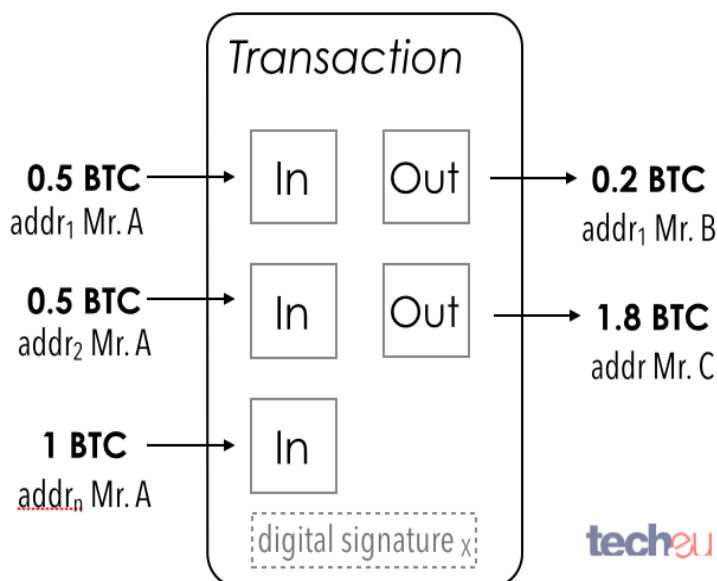 Transaction
0.5 BTC
addr₁ Mr. A
In
Out
0.2 BTC
addr₁ Mr. B
0.5 BTC
addr₂ Mr. A
In
Out
1.8 BTC
addr Mr. C
1 BTC
addrₙ Mr. A
In
digital signature ₓ
techeu